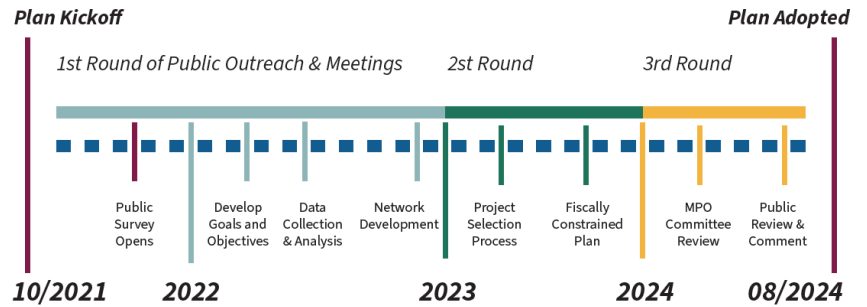 Plan Kickoff
Plan Adopted
1st Round of Public Outreach & Meetings
2st Round
3rd Round
Public
Survey
Opens
Develop
Goals and
Objectives
Data
Collection
& Analysis
Network
Development
Project
Selection
Process
Fiscally
Constrained
Plan
MPO
Committee
Review
Public
Review &
Comment
10/2021
2022
2023
2024
08/2024